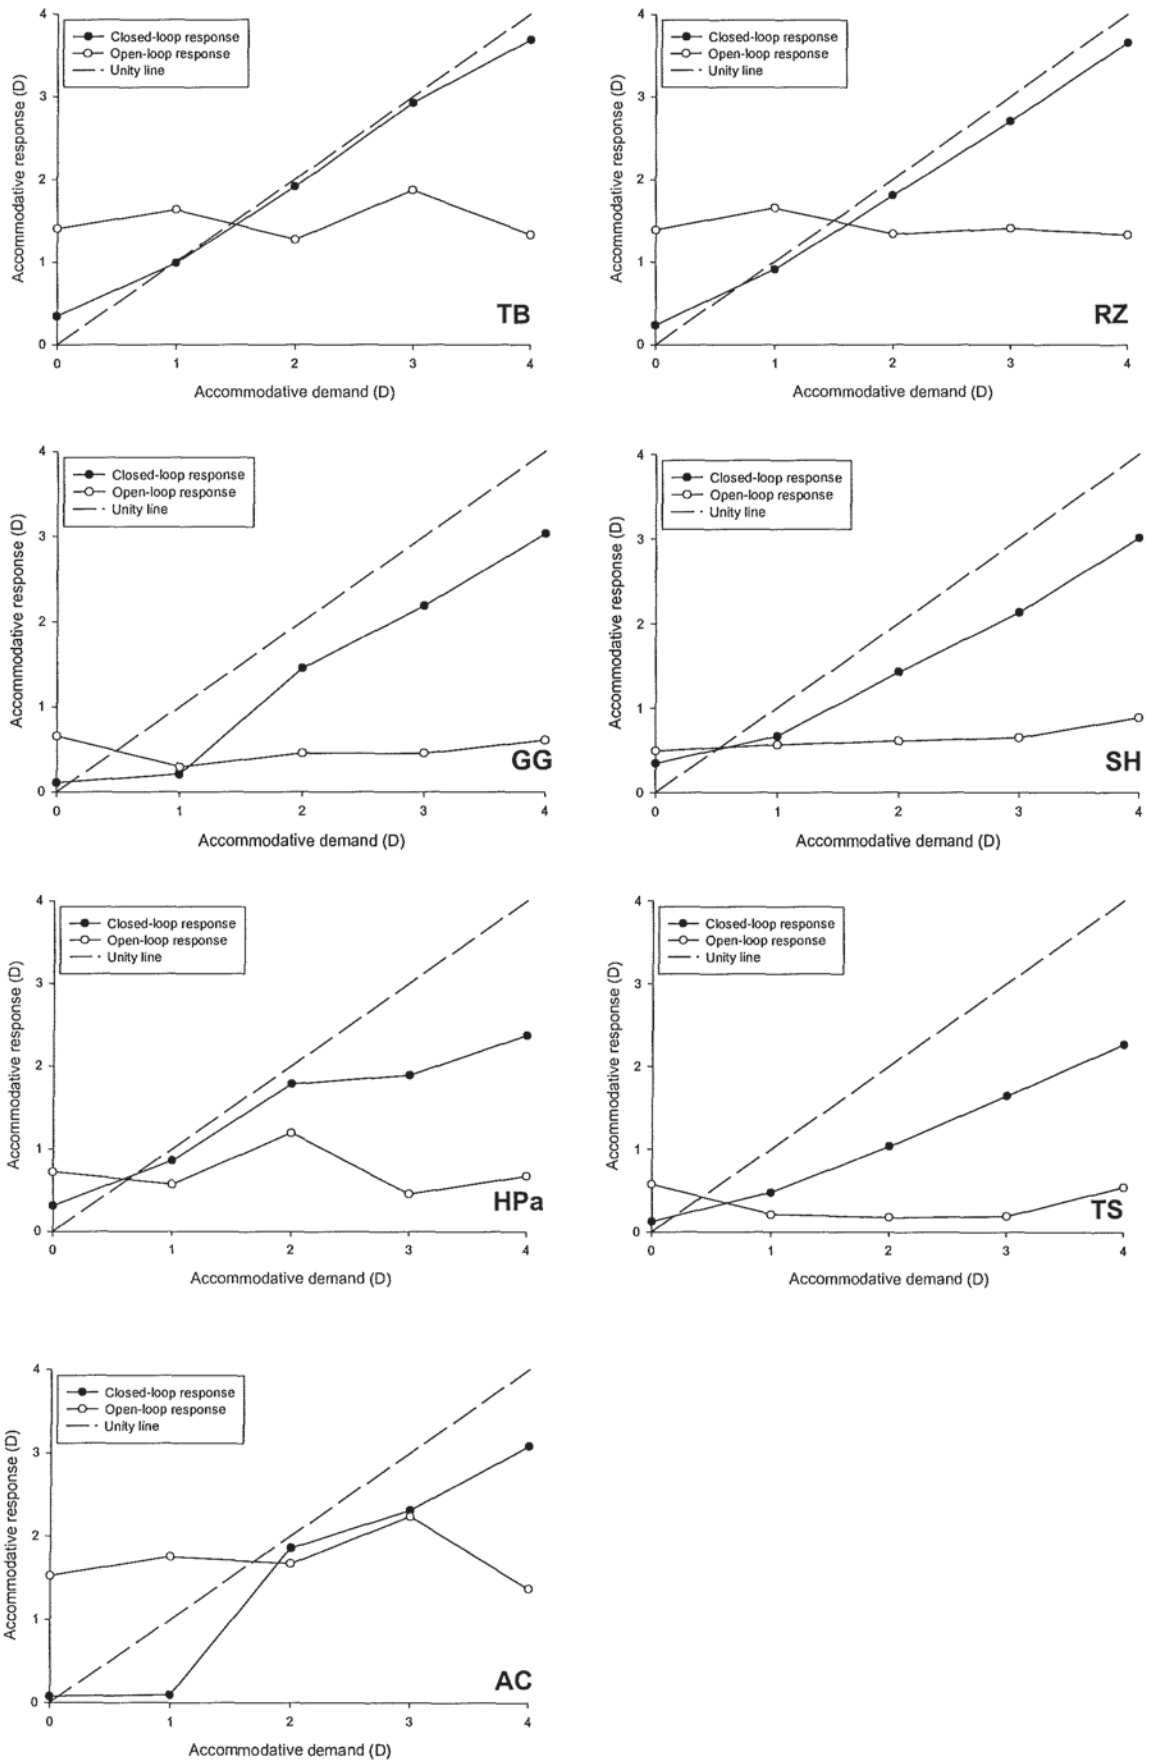 4
3
2
1
0
Accommodative response (D)
Closed-loop response
Open-loop response
Unity line
TB
0 1 2 3 4
Accommodative demand (D)
4
3
2
1
0
Accommodative response (D)
Closed-loop response
Open-loop response
Unity line
RZ
0 1 2 3 4
Accommodative demand (D)
4
3
2
1
0
Accommodative response (D)
Closed-loop response
Open-loop response
Unity line
GG
0 1 2 3 4
Accommodative demand (D)
4
3
2
1
0
Accommodative response (D)
Closed-loop response
Open-loop response
Unity line
SH
0 1 2 3 4
Accommodative demand (D)
4
3
2
1
0
Accommodative response (D)
Closed-loop response
Open-loop response
Unity line
HPa
0 1 2 3 4
Accommodative demand (D)
4
3
2
1
0
Accommodative response (D)
Closed-loop response
Open-loop response
Unity line
TS
0 1 2 3 4
Accommodative demand (D)
4
3
2
1
0
Accommodative response (D)
Closed-loop response
Open-loop response
Unity line
AC
0 1 2 3 4
Accommodative demand (D)